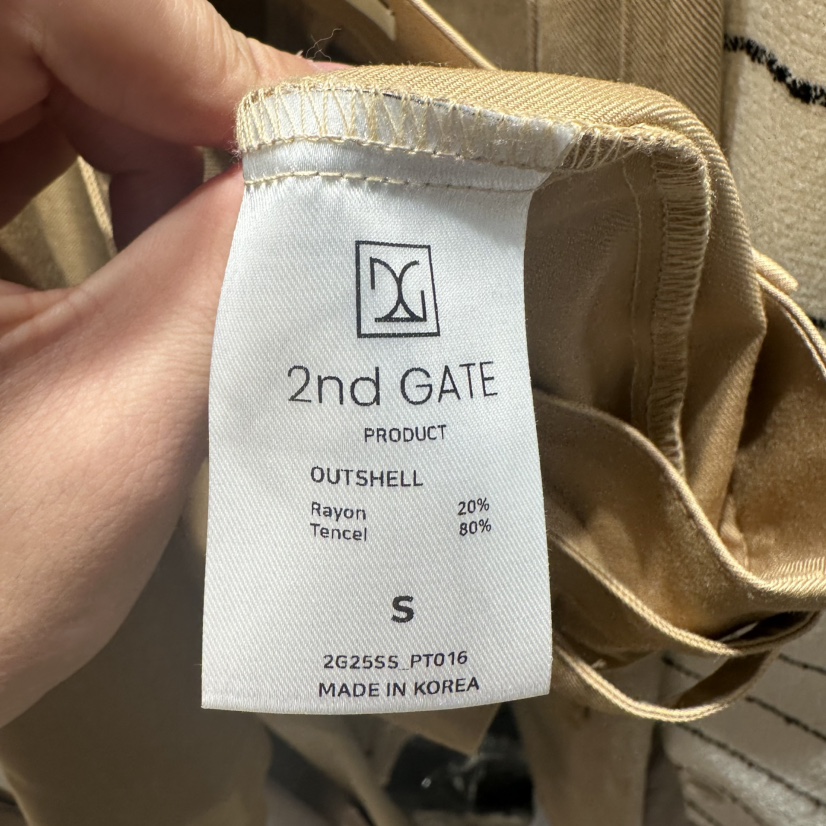 2nd GATE
PRODUCT
OUTSHELL
Rayon 20%
Tencel 80%
S
2G25SS_PT016
MADE IN KOREA